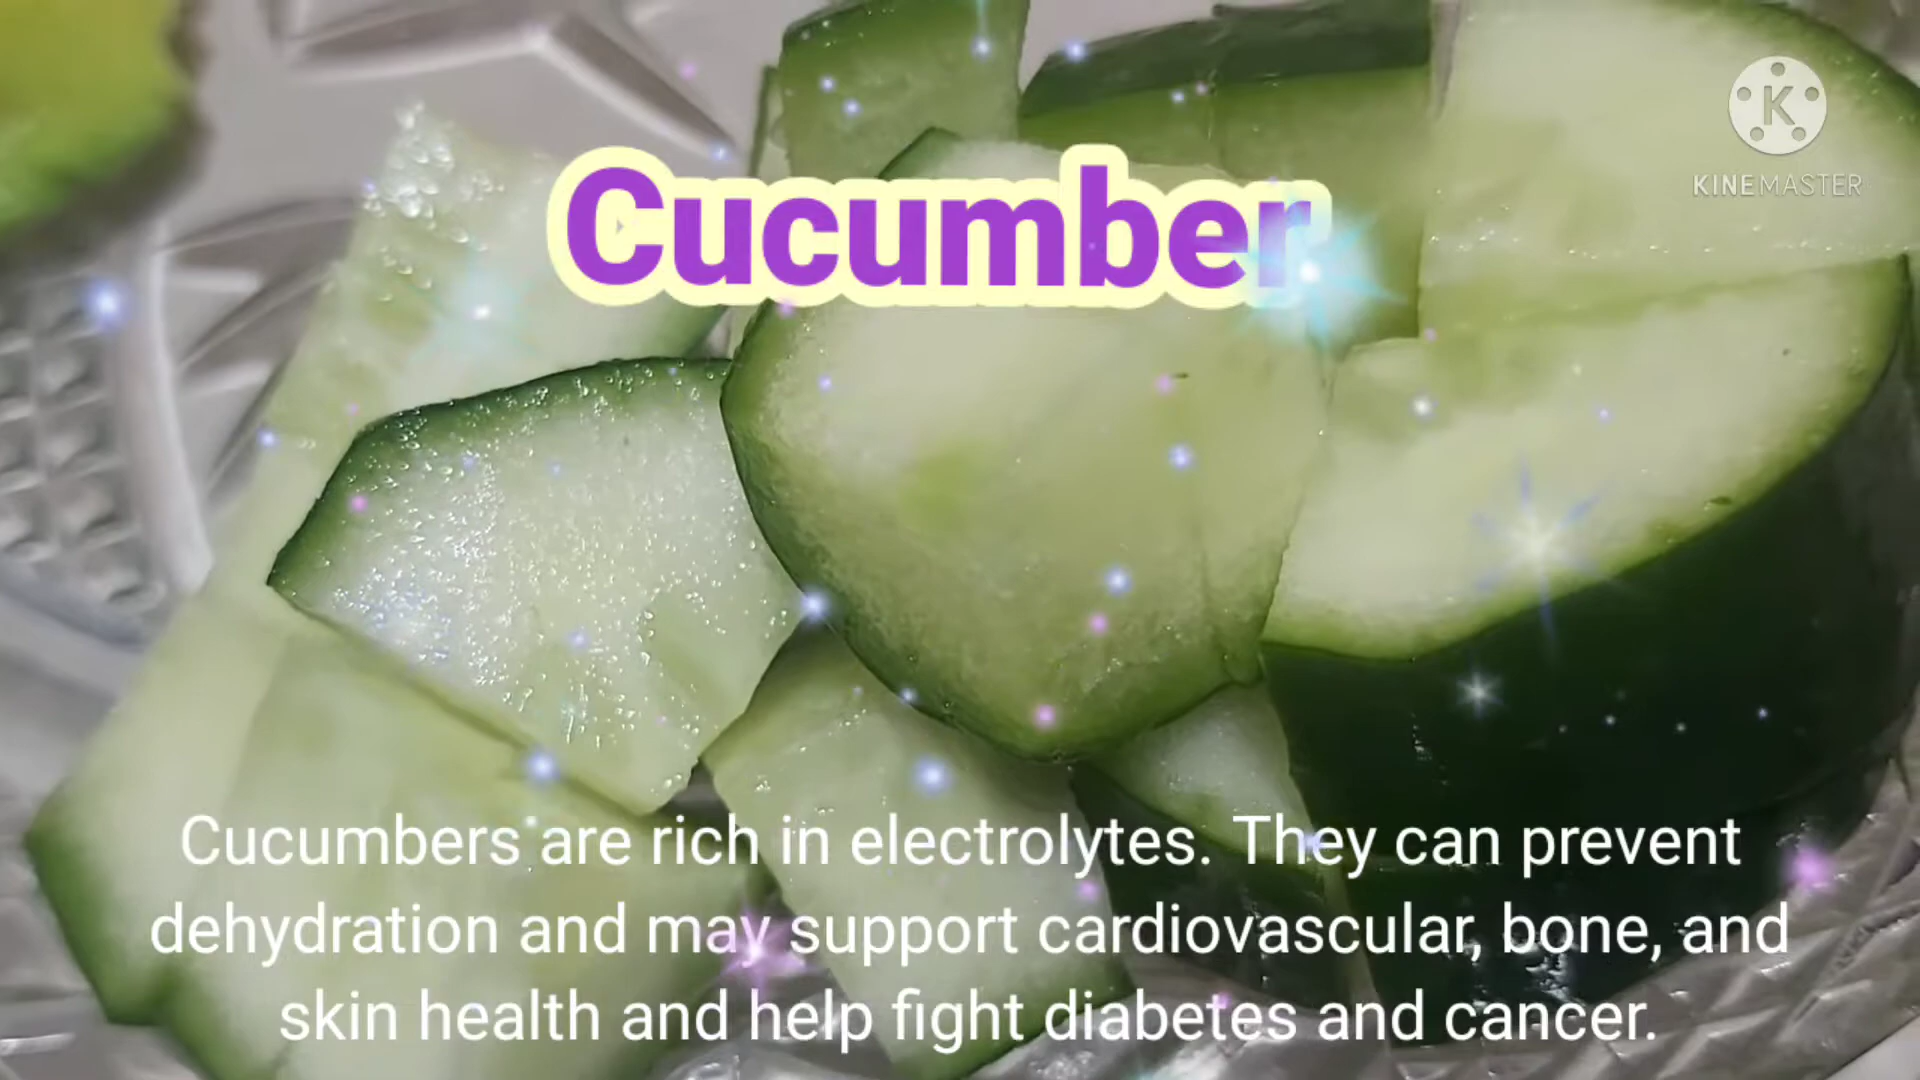 Cucumber
K
KINEMASTER
Cucumbers are rich in electrolytes. They can prevent
dehydration and may support cardiovascular, bone, and
skin health and help fight diabetes and cancer.